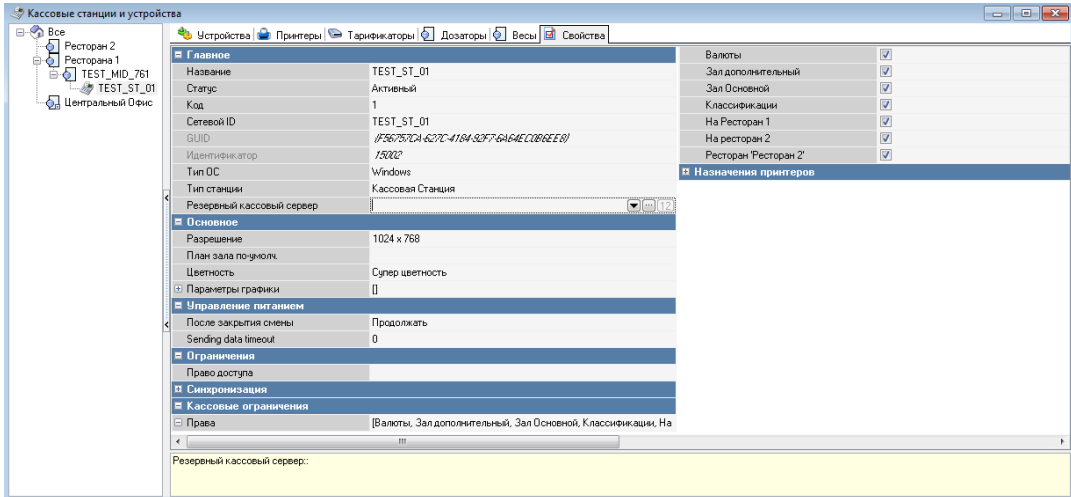 Кассовые станции и устройства
Все
Ресторан 2
Ресторана 1
TEST_MID_761
TEST_ST_01
Центральный Офис
Устройства Принтеры Тарификаторы Дозаторы Весы Свойства
Главное
Название TEST_ST_01
Статус Активный
Код 1
Сетевой ID TEST_ST_01
GUID {F56757CA-627C-4184-92F7-6A64EC0B6EE8}
Идентификатор 15002
Тип ОС Windows
Тип станции Кассовая Станция
Резервный кассовый сервер ... 12
Основное
Разрешение 1024 x 768
План зала по-умолч.
Цветность Супер цветность
Параметры графики []
Управление питанием
После закрытия смены Продолжать
Sending data timeout 0
Ограничения
Право доступа
Синхронизация
Кассовые ограничения
Права [Валюты, Зал дополнительный, Зал Основной, Классификации, На
Валюты
Зал дополнительный
Зал Основной
Классификации
На Ресторан 1
На ресторан 2
Ресторан 'Ресторан 2'
Назначения принтеров
Резервный кассовый сервер::